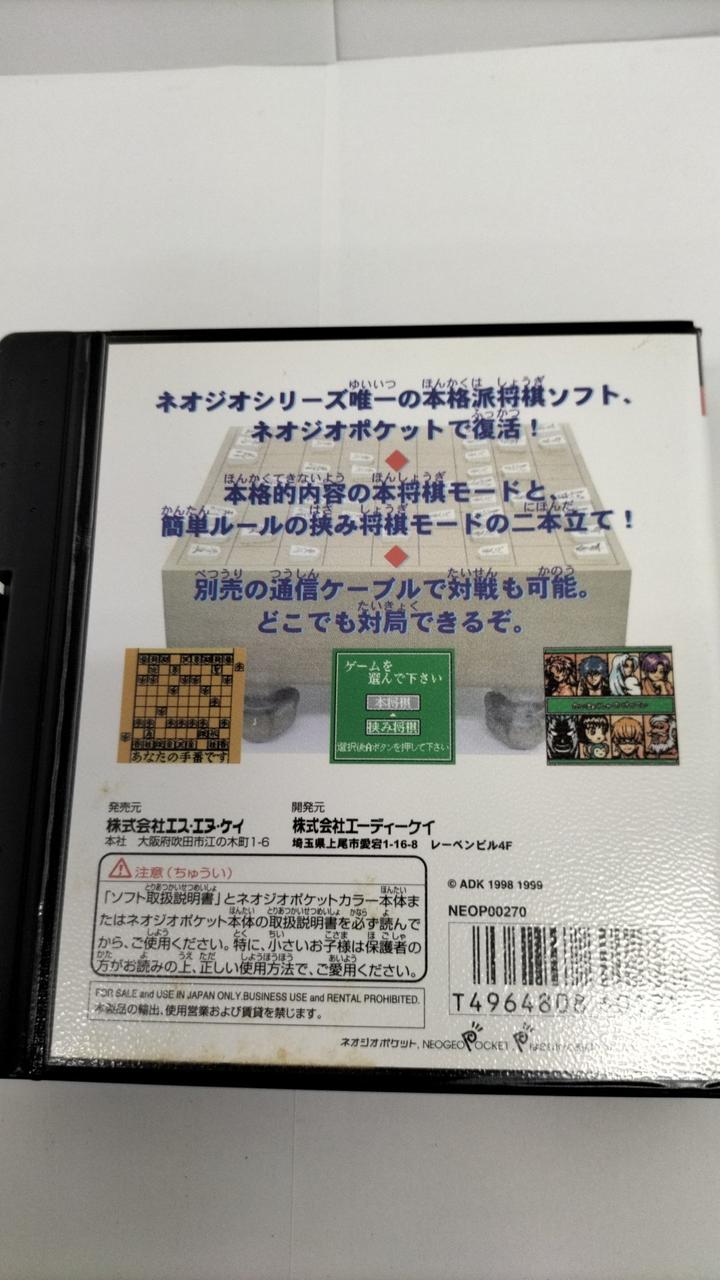 ネオジオシリーズ唯一の本格派将棋ソフト、
ネオジオポケットで復活！
本格的内容の本将棋モードと、
簡単ルールの挟み将棋モードの二本立て！
別売の通信ケーブルで対戦も可能。
どこでも対局できるぞ。
あなたの手番です
ゲームを
選んで下さい
本将棋
挟み将棋
選択後Aボタンを押して下さい
発売元
株式会社エス・エヌ・ケイ
本社 大阪府吹田市江の木町1-6
開発元
株式会社エーディーケイ
埼玉県上尾市愛宕1-16-8 レーベンビル4F
注意（ちゅうい）
「ソフト取扱説明書」とネオジオポケットカラー本体ま
たはネオジオポケット本体の取扱説明書を必ず読んで
から、ご使用ください。特に、小さいお子様は保護者の
方がお読みの上、正しい使用方法で、ご愛用ください。
FOR SALE and USE IN JAPAN ONLY.BUSINESS USE and RENTAL PROHIBITED.
本製品の輸出、使用営業および賃貸を禁じます。
© ADK 1998 1999
NEOP00270
T4964808
ネオジオポケット, NEOGEO POCKET,